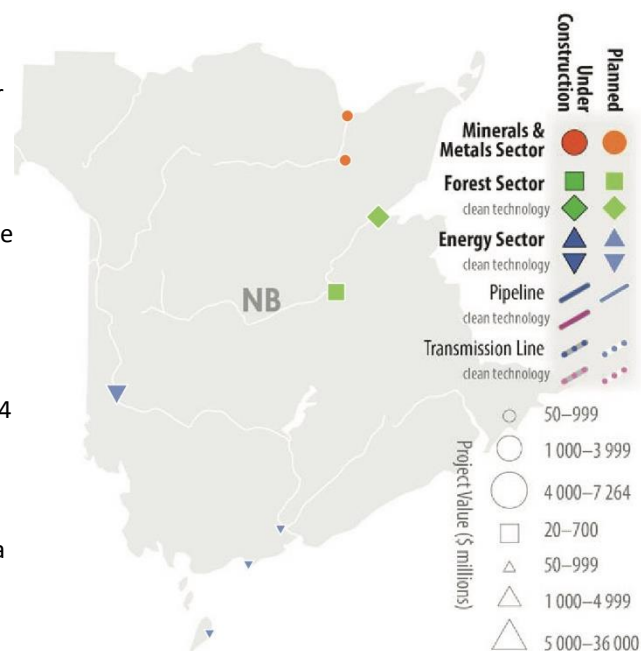 r
e
4
a
NB
Under
Construction
Planned
Minerals &
Metals Sector
Forest Sector
clean technology
Energy Sector
clean technology
Pipeline
clean technology
Transmission Line
clean technology
Project Value ($ millions)
50–999
1 000–3 999
4 000–7 264
20–700
50–999
1 000–4 999
5 000–36 000